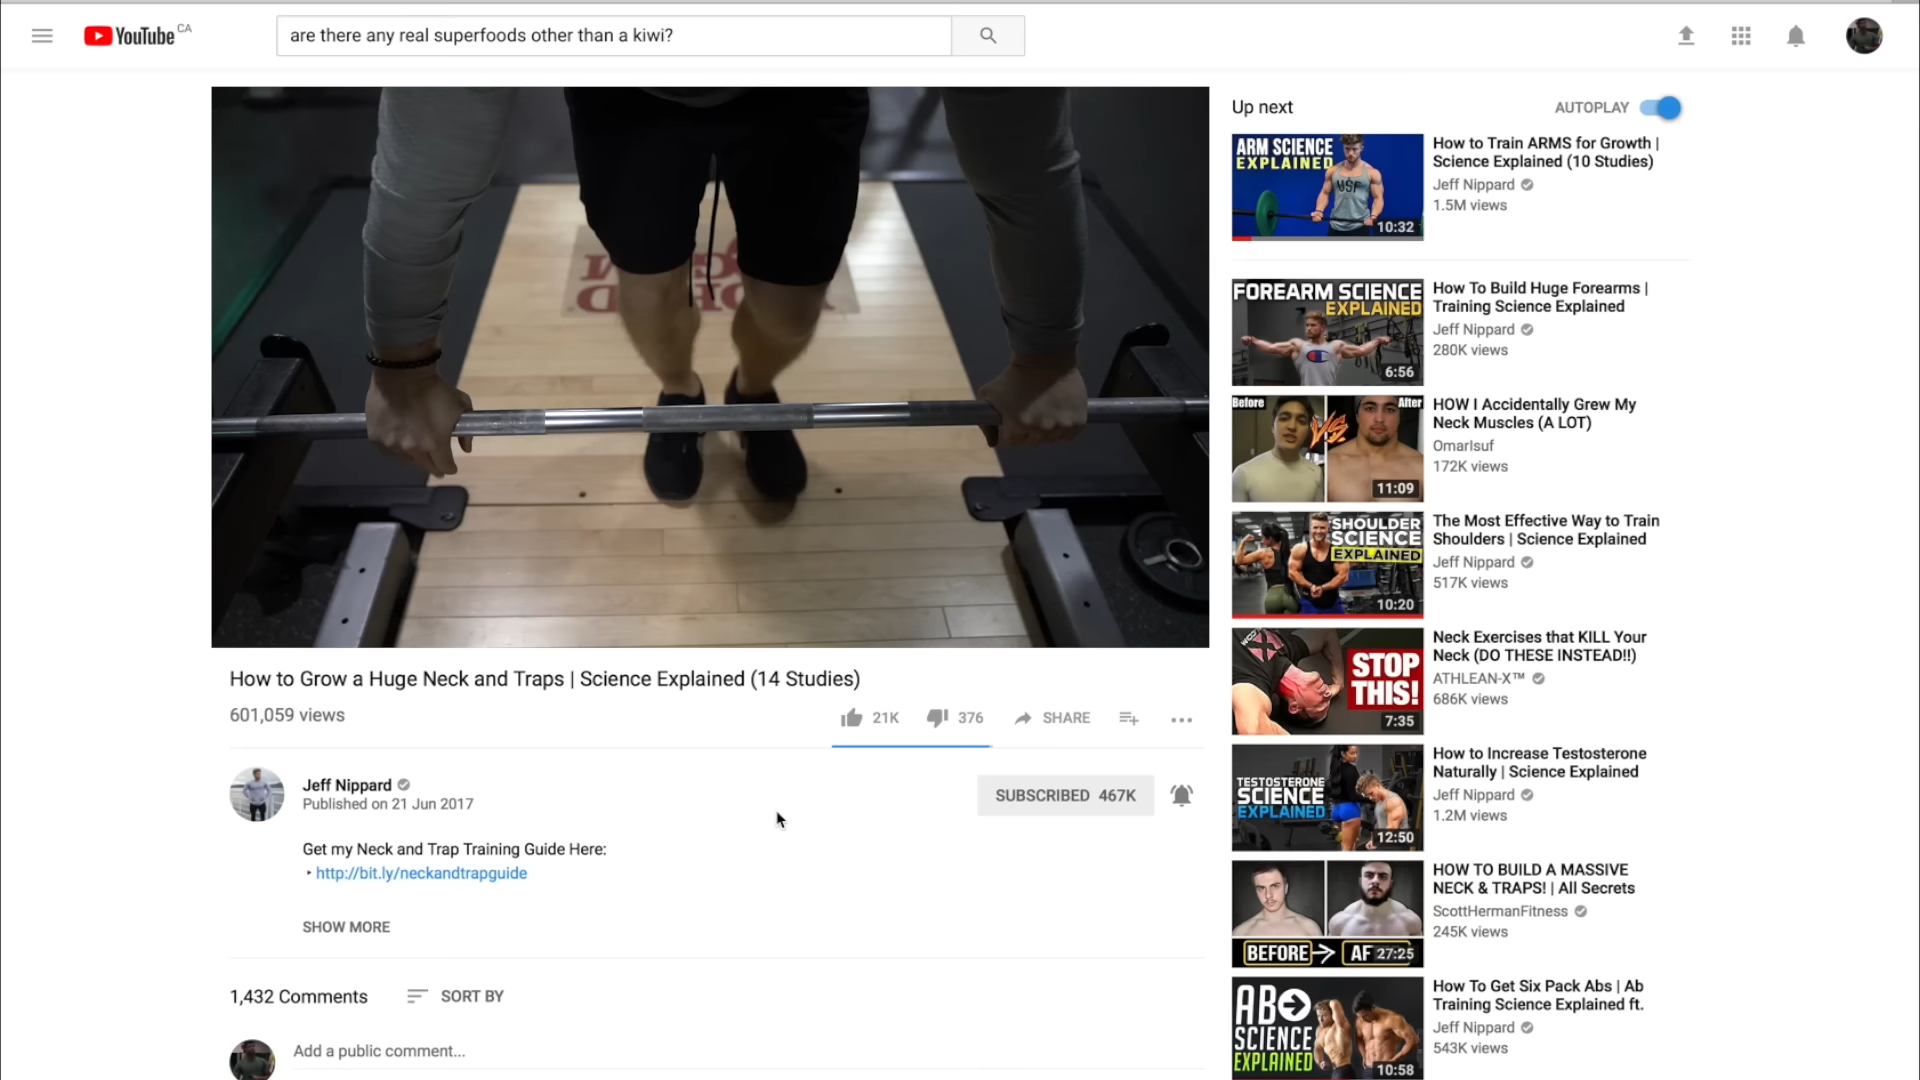 YouTube CA
are there any real superfoods other than a kiwi?
How to Grow a Huge Neck and Traps | Science Explained (14 Studies)
601,059 views
21K
376
SHARE
Jeff Nippard
Published on 21 Jun 2017
SUBSCRIBED 467K
Get my Neck and Trap Training Guide Here:
‣ http://bit.ly/neckandtrapguide
SHOW MORE
1,432 Comments
SORT BY
Add a public comment...
Up next
AUTOPLAY
ARM SCIENCE
EXPLAINED
USF
10:32
How to Train ARMS for Growth |
Science Explained (10 Studies)
Jeff Nippard
1.5M views
FOREARM SCIENCE
EXPLAINED
6:56
How To Build Huge Forearms |
Training Science Explained
Jeff Nippard
280K views
Before
After
VS
11:09
HOW I Accidentally Grew My
Neck Muscles (A LOT)
OmarIsuf
172K views
SHOULDER
SCIENCE
EXPLAINED
10:20
The Most Effective Way to Train
Shoulders | Science Explained
Jeff Nippard
517K views
STOP
THIS!
7:35
Neck Exercises that KILL Your
Neck (DO THESE INSTEAD!!)
ATHLEAN-X™
686K views
TESTOSTERONE
SCIENCE
EXPLAINED
12:50
How to Increase Testosterone
Naturally | Science Explained
Jeff Nippard
1.2M views
BEFORE
AF
27:25
HOW TO BUILD A MASSIVE
NECK & TRAPS! | All Secrets
ScottHermanFitness
245K views
AB
SCIENCE
EXPLAINED
10:58
How To Get Six Pack Abs | Ab
Training Science Explained ft.
Jeff Nippard
543K views